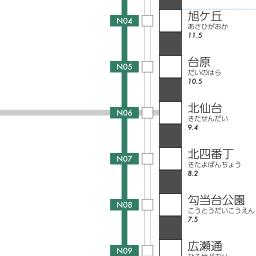 N04
旭ケ丘
あさひがおか
11.5
N05
台原
だいのはら
10.5
N06
北仙台
きたせんだい
9.4
N07
北四番丁
きたよばんちょう
8.2
N08
勾当台公園
こうとうだいこうえん
7.5
N09
広瀬通